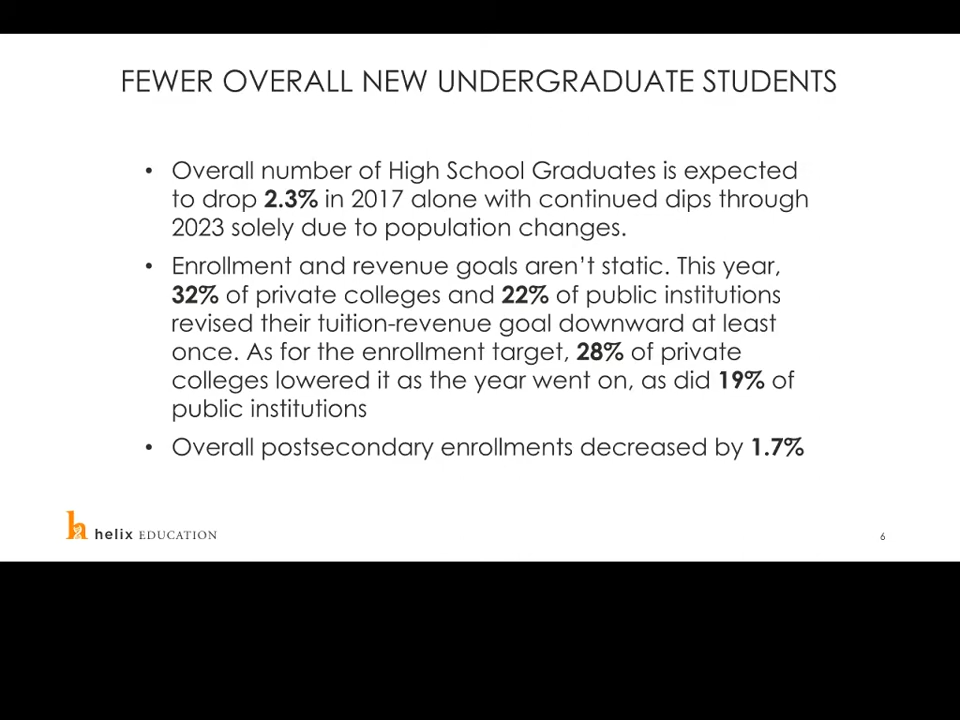 FEWER OVERALL NEW UNDERGRADUATE STUDENTS
• Overall number of High School Graduates is expected
to drop 2.3% in 2017 alone with continued dips through
2023 solely due to population changes.
• Enrollment and revenue goals aren’t static. This year,
32% of private colleges and 22% of public institutions
revised their tuition-revenue goal downward at least
once. As for the enrollment target, 28% of private
colleges lowered it as the year went on, as did 19% of
public institutions
• Overall postsecondary enrollments decreased by 1.7%
h helix EDUCATION
6